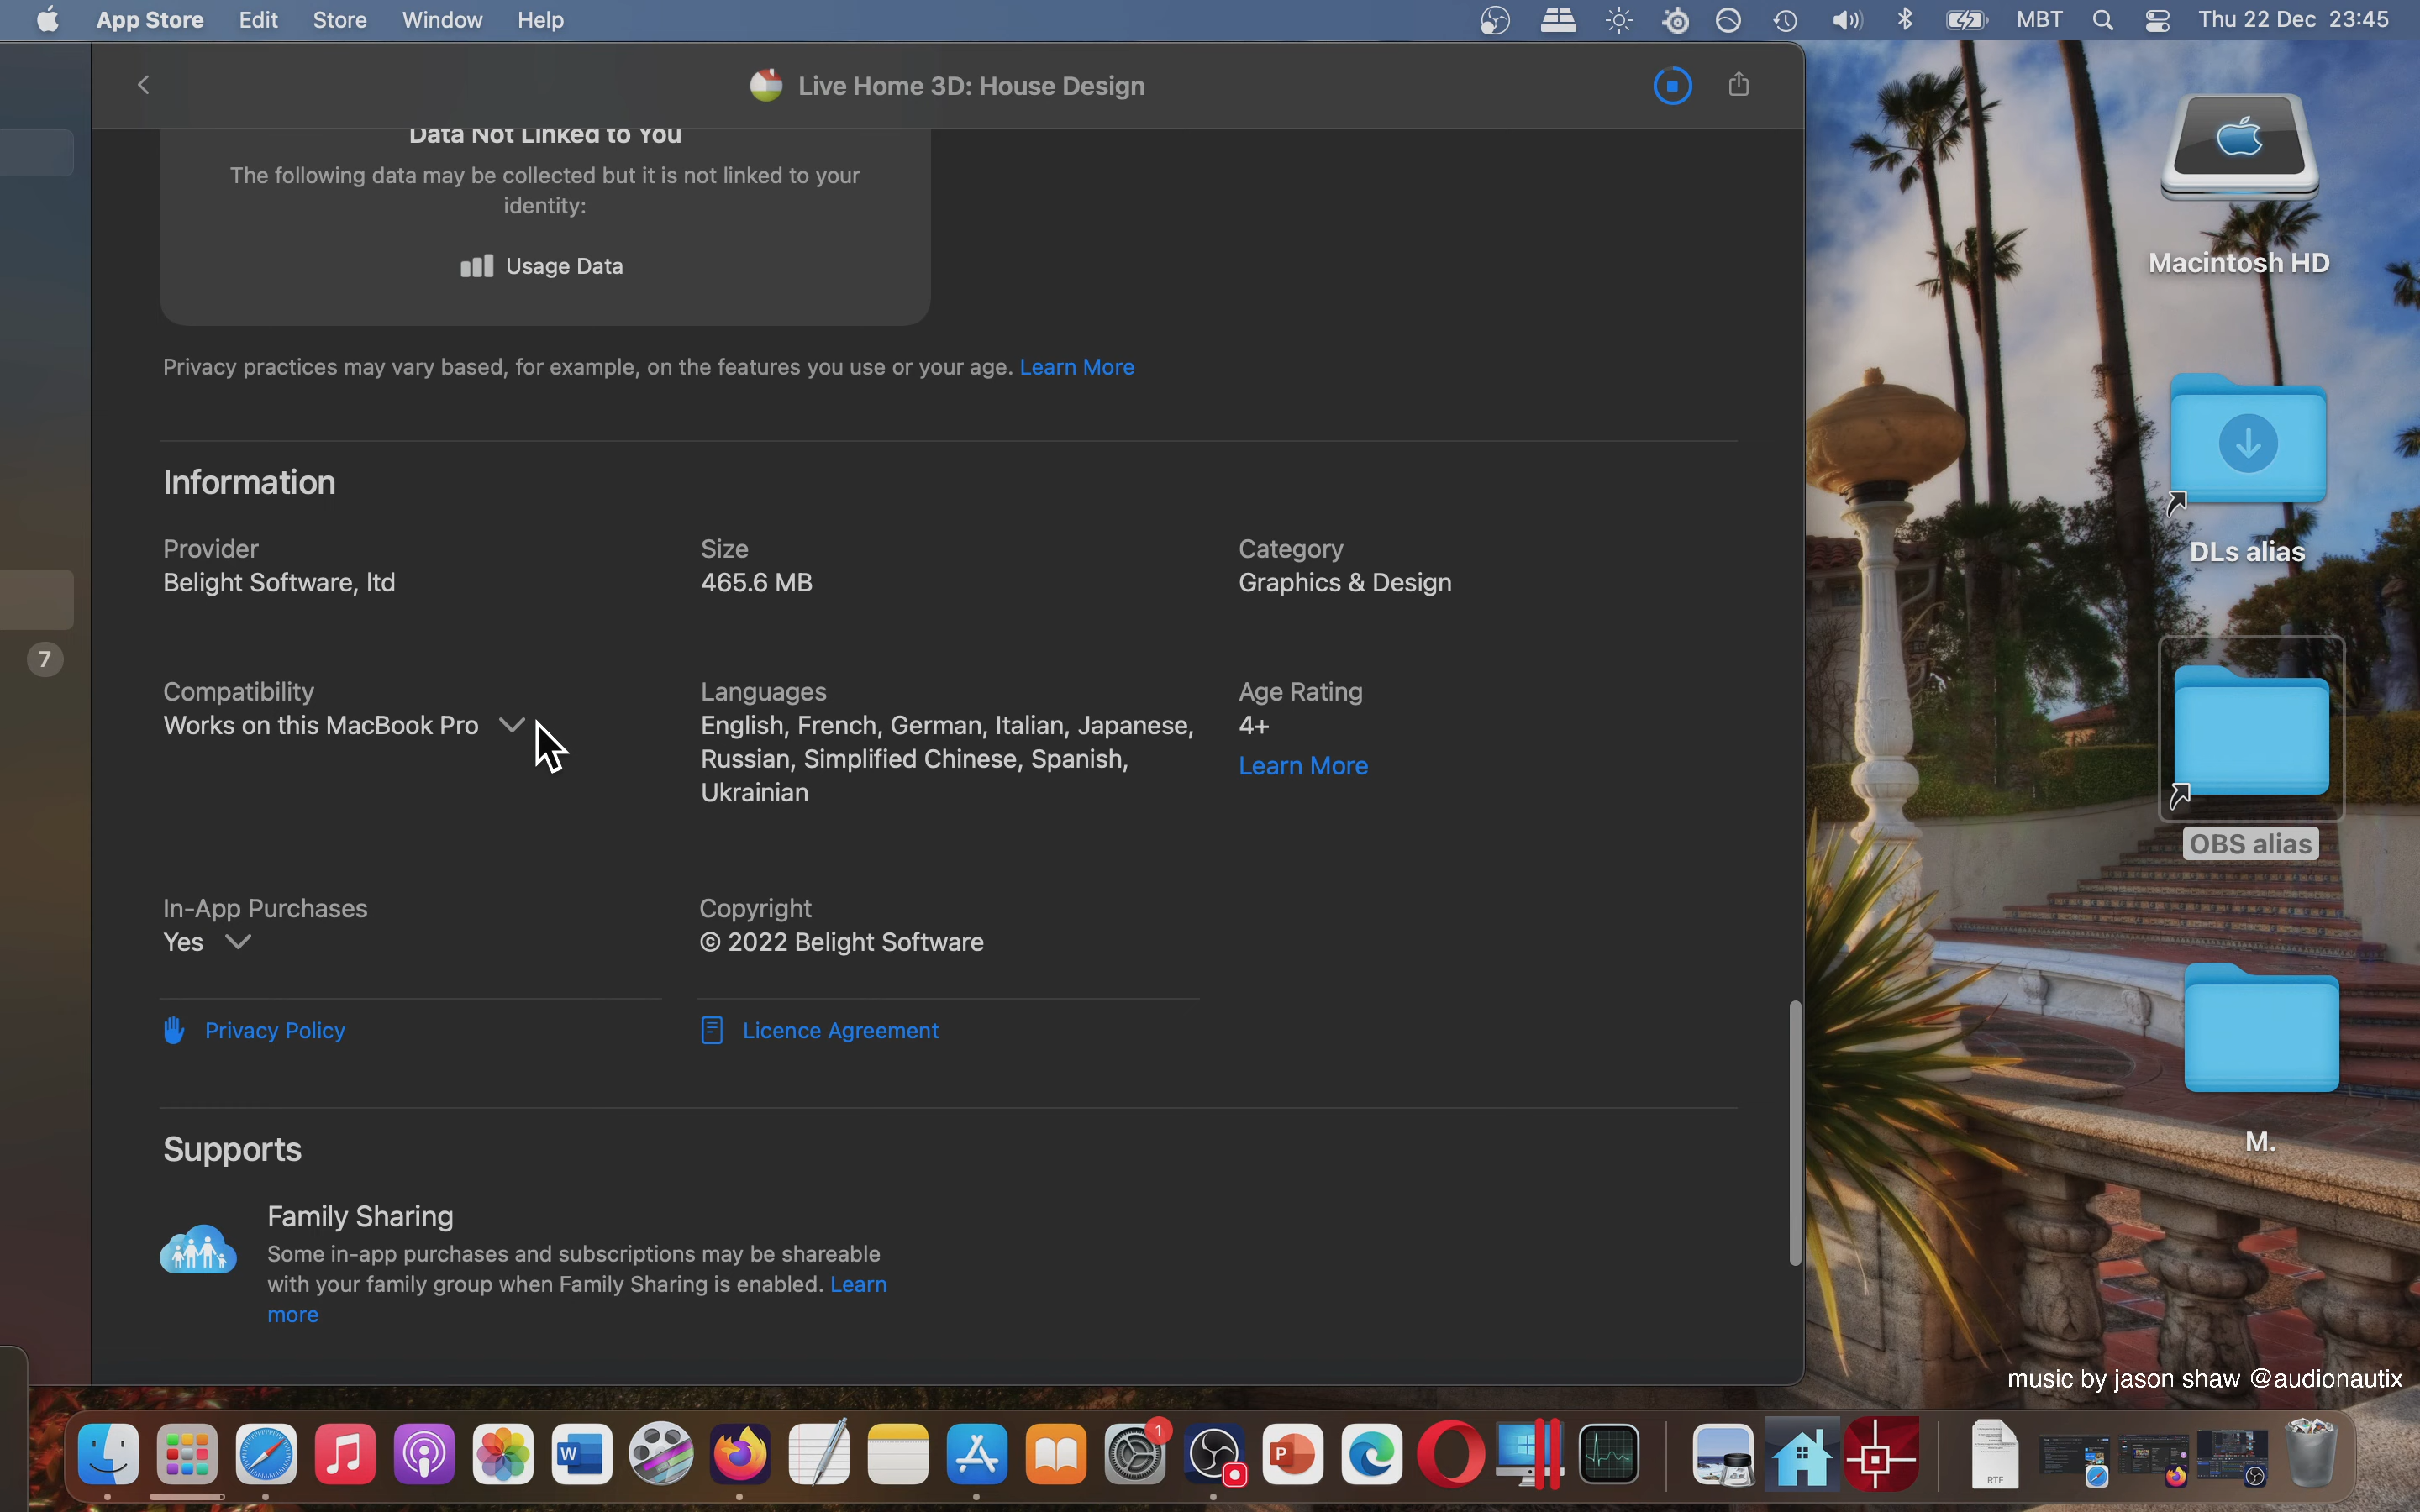 App Store Edit Store Window Help MBT Thu 22 Dec 23:45
Live Home 3D: House Design
Data Not Linked to You
The following data may be collected but it is not linked to your
identity:
Usage Data
Privacy practices may vary based, for example, on the features you use or your age. Learn More
Information
Provider
Belight Software, ltd
Size
465.6 MB
Category
Graphics & Design
7
Compatibility
Works on this MacBook Pro
Languages
English, French, German, Italian, Japanese,
Russian, Simplified Chinese, Spanish,
Ukrainian
Age Rating
4+
Learn More
In-App Purchases
Yes
Copyright
© 2022 Belight Software
Privacy Policy
Licence Agreement
Supports
Family Sharing
Some in-app purchases and subscriptions may be shareable
with your family group when Family Sharing is enabled. Learn
more
Macintosh HD
DLs alias
OBS alias
M.
music by jason shaw @audionautix
W
1
P
RTF